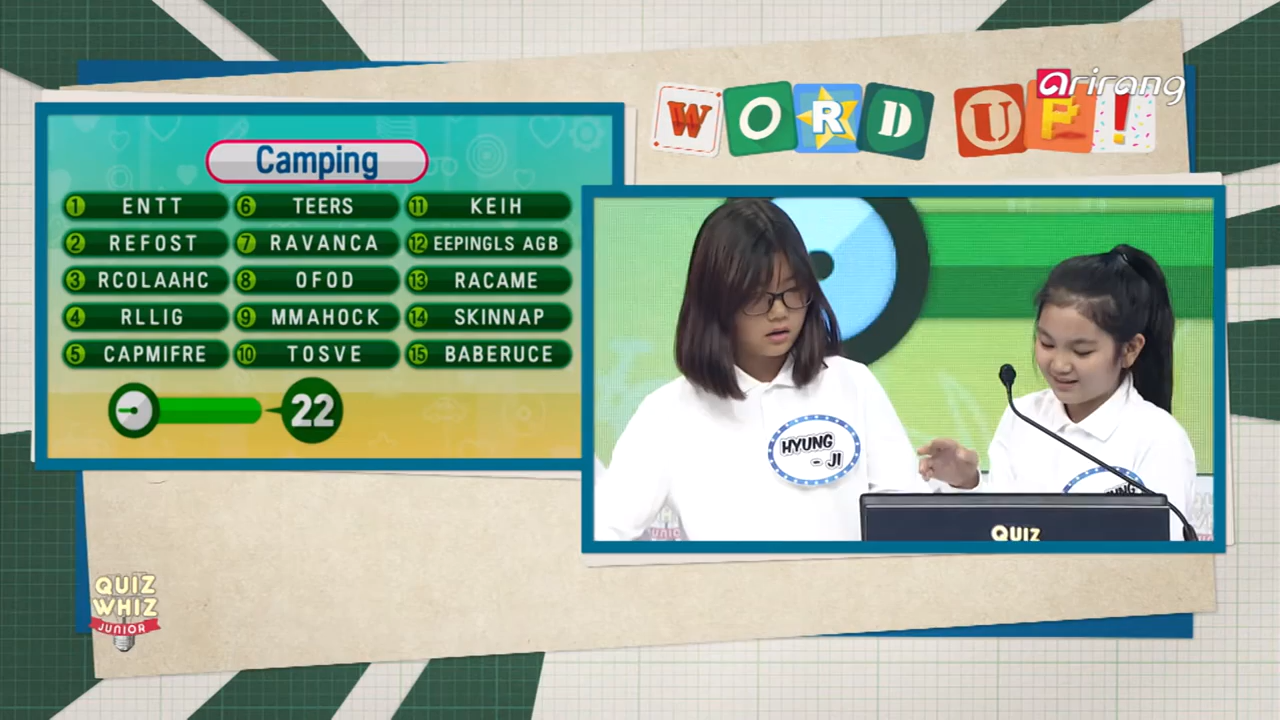 WORD UP!
arirang
Camping
1 ENTT
2 REFOST
3 RCOLAAHC
4 RLLIG
5 CAPMIFRE
6 TEERS
7 RAVANCA
8 OFOD
9 MMAHOCK
10 TOSVE
11 KEIH
12 EEPINGLS AGB
13 RACAME
14 SKINNAP
15 BABERUCE
22
HYUNG
- JI
QUIZ
QUIZ
WHIZ
JUNIOR